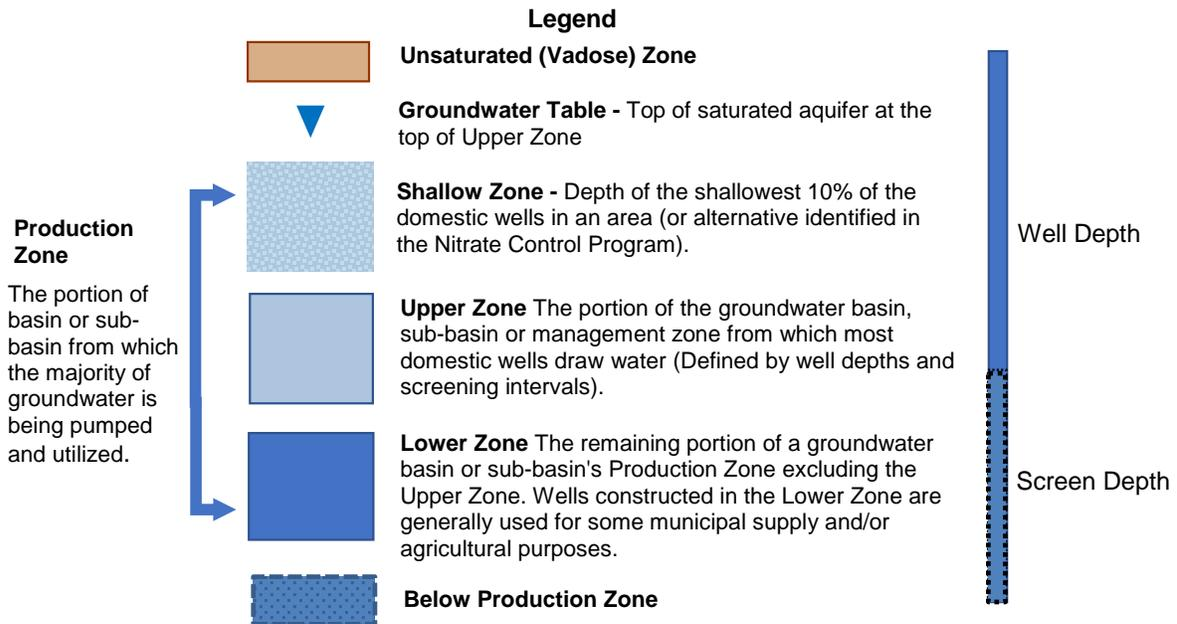 Legend
Unsaturated (Vadose) Zone
Groundwater Table - Top of saturated aquifer at the
top of Upper Zone
Shallow Zone - Depth of the shallowest 10% of the
domestic wells in an area (or alternative identified in
the Nitrate Control Program).
Production
Zone
The portion of
basin or sub-
basin from which
the majority of
groundwater is
being pumped
and utilized.
Upper Zone The portion of the groundwater basin,
sub-basin or management zone from which most
domestic wells draw water (Defined by well depths and
screening intervals).
Lower Zone The remaining portion of a groundwater
basin or sub-basin's Production Zone excluding the
Upper Zone. Wells constructed in the Lower Zone are
generally used for some municipal supply and/or
agricultural purposes.
Below Production Zone
Well Depth
Screen Depth